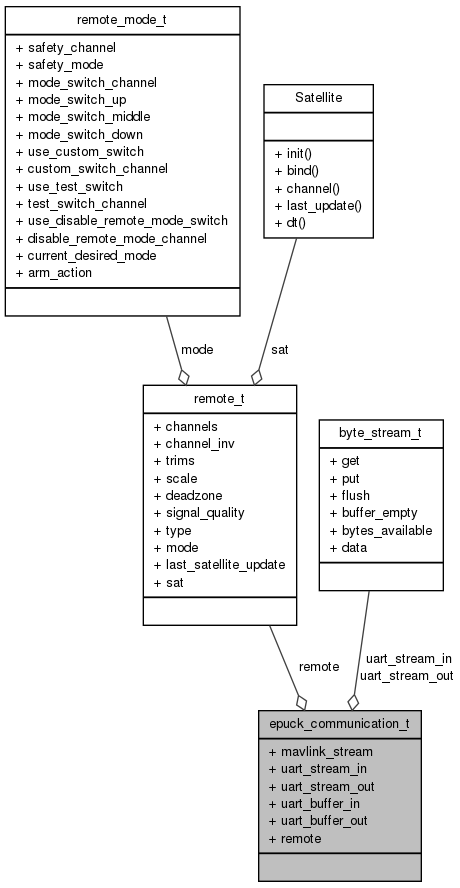 remote_mode_t
+ safety_channel
+ safety_mode
+ mode_switch_channel
+ mode_switch_up
+ mode_switch_middle
+ mode_switch_down
+ use_custom_switch
+ custom_switch_channel
+ use_test_switch
+ test_switch_channel
+ use_disable_remote_mode_switch
+ disable_remote_mode_channel
+ current_desired_mode
+ arm_action
Satellite
+ init()
+ bind()
+ channel()
+ last_update()
+ dt()
mode
sat
remote_t
+ channels
+ channel_inv
+ trims
+ scale
+ deadzone
+ signal_quality
+ type
+ mode
+ last_satellite_update
+ sat
byte_stream_t
+ get
+ put
+ flush
+ buffer_empty
+ bytes_available
+ data
remote
uart_stream_in
uart_stream_out
epuck_communication_t
+ mavlink_stream
+ uart_stream_in
+ uart_stream_out
+ uart_buffer_in
+ uart_buffer_out
+ remote